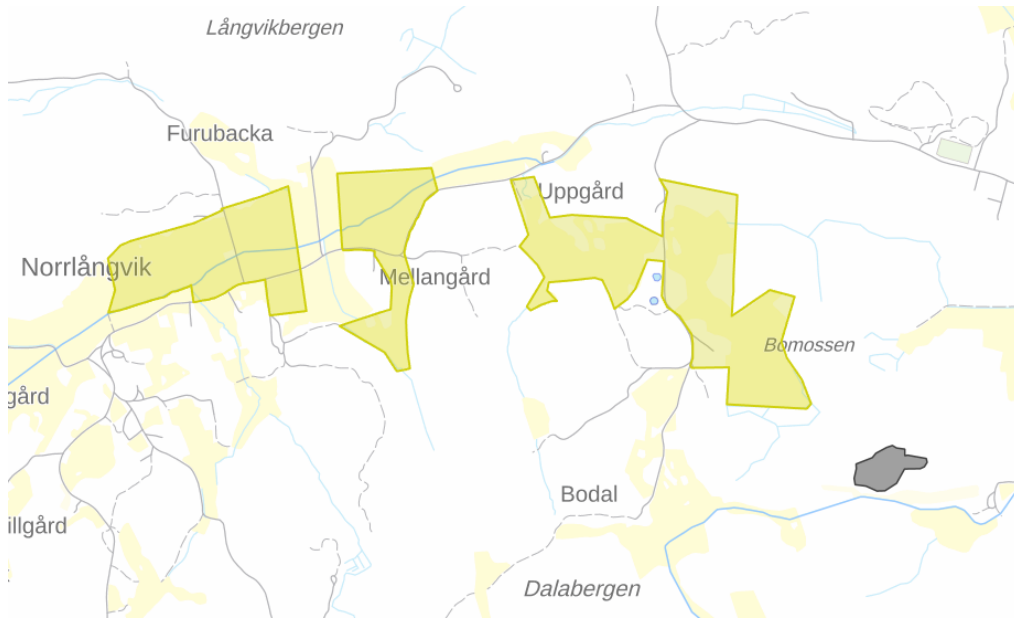 Långvikbergen
Furubacka
Uppgård
Norrlångvik
Mellangård
Bomossen
gård
Bodal
illgård
Dalabergen